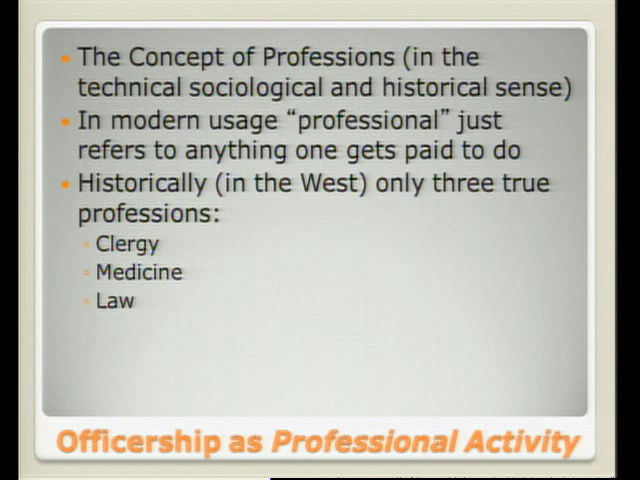 The Concept of Professions (in the
technical sociological and historical sense)
In modern usage “professional” just
refers to anything one gets paid to do
Historically (in the West) only three true
professions:
Clergy
Medicine
Law
Officership as Professional Activity